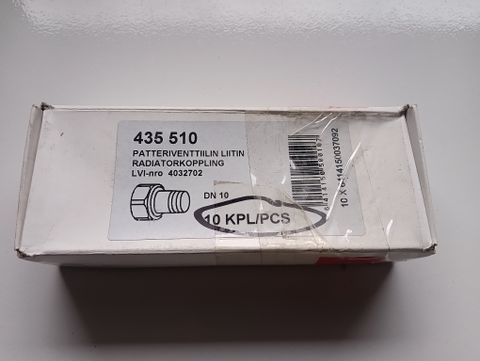 435 510
PATTERIVENTTIILIN LIITIN
RADIATORKOPPLING
LVI-nro 4032702
DN 10
10 KPL/PCS